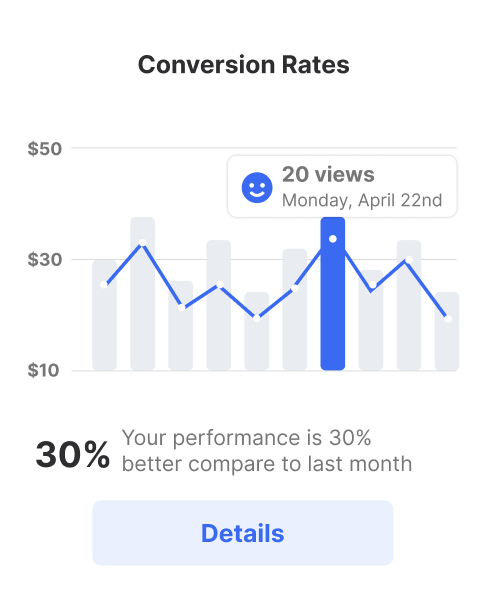 Conversion Rates
$50
20 views
Monday, April 22nd
$30
$10
30%
Your performance is 30%
better compare to last month
Details